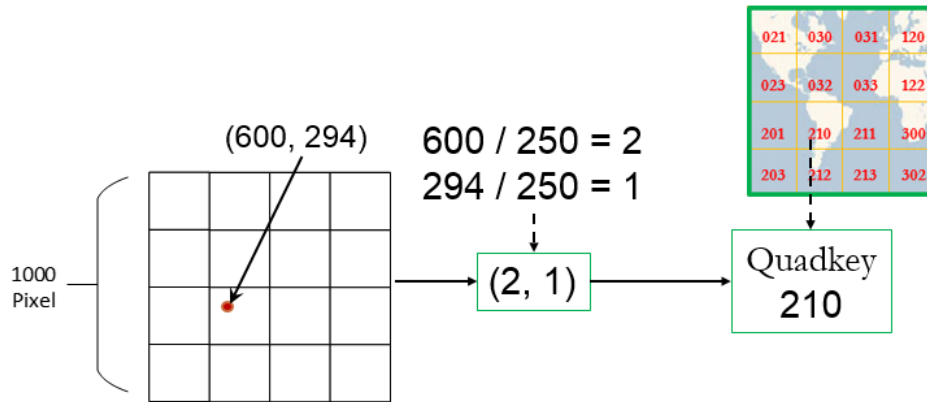 021 030 031 120
023 032 033 122
201 210 211 300
203 212 213 302
(600, 294)
600 / 250 = 2
294 / 250 = 1
1000
Pixel
(2, 1)
Quadkey
210